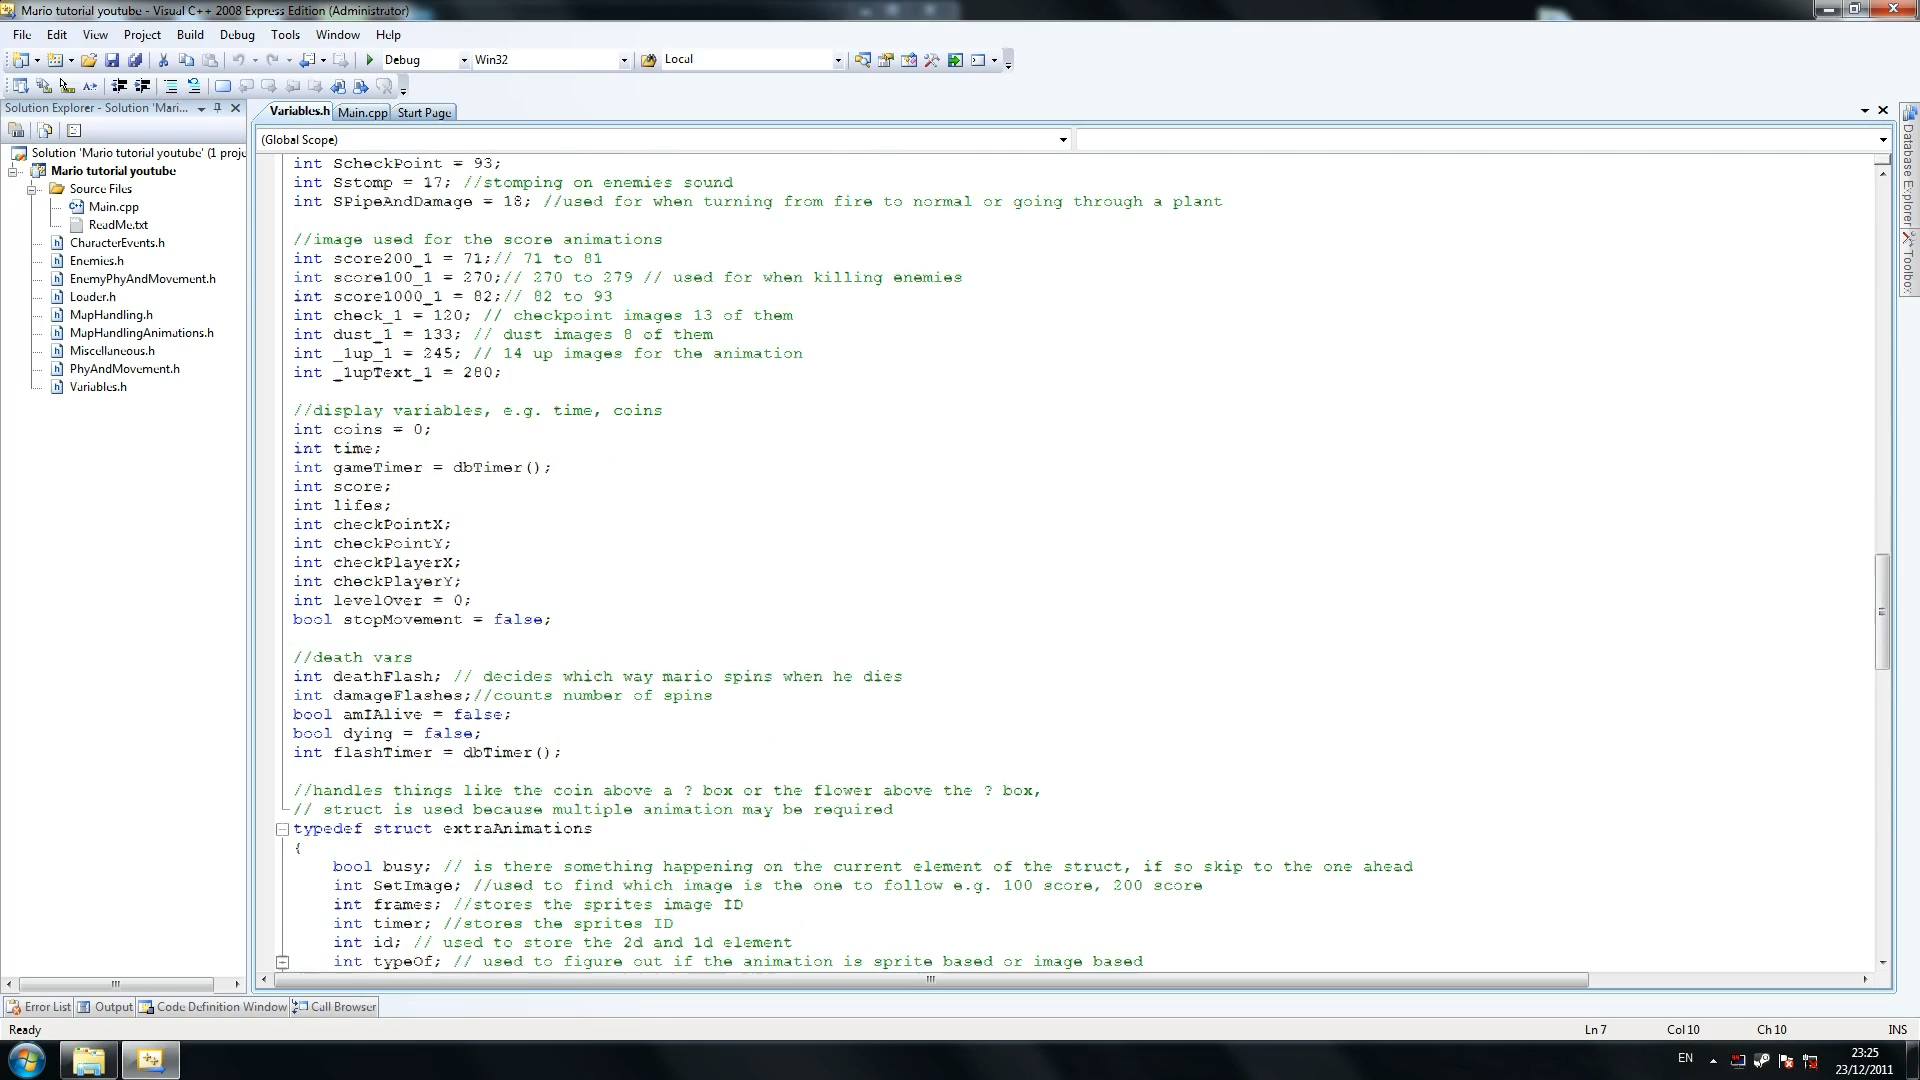 Mario tutorial youtube - Visual C++ 2008 Express Edition (Administrator)
File Edit View Project Build Debug Tools Window Help
Debug Win32 Local
Solution Explorer - Solution 'Mari...
Variables.h Main.cpp Start Page
(Global Scope)
Solution 'Mario tutorial youtube' (1 proje
Mario tutorial youtube
Source Files
Main.cpp
ReadMe.txt
CharacterEvents.h
Enemies.h
EnemyPhyAndMovement.h
Loader.h
MapHandling.h
MapHandlingAnimations.h
Miscellaneous.h
PhyAndMovement.h
Variables.h
int ScheckPoint = 93;
int Sstomp = 17; //stomping on enemies sound
int SPipeAndDamage = 18; //used for when turning from fire to normal or going through a plant
//image used for the score animations
int score200_1 = 71;// 71 to 81
int score100_1 = 270;// 270 to 279 // used for when killing enemies
int score1000_1 = 82;// 82 to 93
int check_1 = 120; // checkpoint images 13 of them
int dust_1 = 133; // dust images 8 of them
int _1up_1 = 245; // 14 up images for the animation
int _1upText_1 = 280;
//display variables, e.g. time, coins
int coins = 0;
int time;
int gameTimer = dbTimer();
int score;
int lifes;
int checkPointX;
int checkPointY;
int checkPlayerX;
int checkPlayerY;
int levelOver = 0;
bool stopMovement = false;
//death vars
int deathFlash; // decides which way mario spins when he dies
int damageFlashes;//counts number of spins
bool amIAlive = false;
bool dying = false;
int flashTimer = dbTimer();
//handles things like the coin above a ? box or the flower above the ? box,
// struct is used because multiple animation may be required
typedef struct extraAnimations
{
bool busy; // is there something happening on the current element of the struct, if so skip to the one ahead
int SetImage; //used to find which image is the one to follow e.g. 100 score, 200 score
int frames; //stores the sprites image ID
int timer; //stores the sprites ID
int id; // used to store the 2d and 1d element
int typeOf; // used to figure out if the animation is sprite based or image based
Database Explorer
Toolbox
Error List Output Code Definition Window Call Browser
Ready Ln 7 Col 10 Ch 10 INS
EN 23:25
23/12/2011